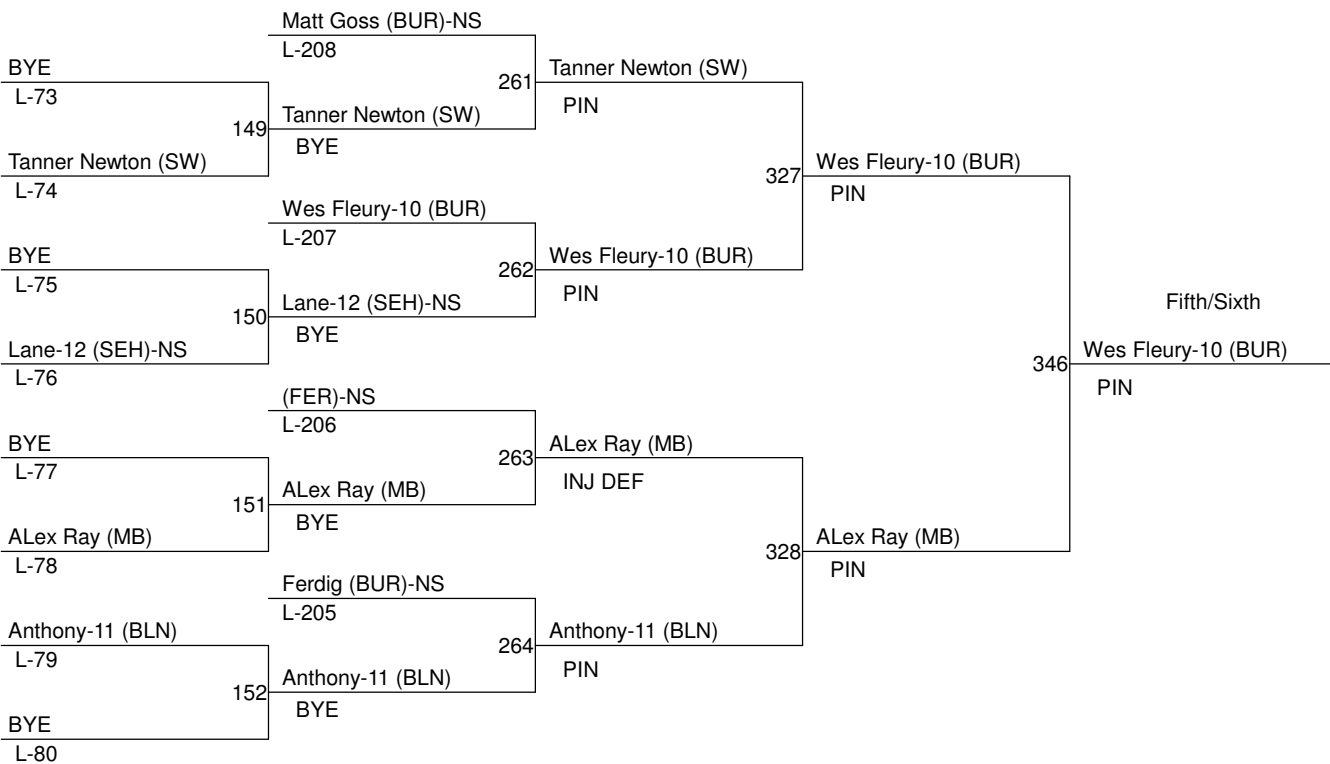 Matt Goss (BUR)-NS
L-208
BYE
L-73
261
Tanner Newton (SW)
PIN
149
Tanner Newton (SW)
BYE
Tanner Newton (SW)
L-74
327
Wes Fleury-10 (BUR)
PIN
Wes Fleury-10 (BUR)
L-207
BYE
L-75
262
Wes Fleury-10 (BUR)
PIN
150
Lane-12 (SEH)-NS
BYE
Lane-12 (SEH)-NS
L-76
Fifth/Sixth
346
Wes Fleury-10 (BUR)
PIN
(FER)-NS
L-206
BYE
L-77
263
ALex Ray (MB)
INJ DEF
151
ALex Ray (MB)
BYE
ALex Ray (MB)
L-78
328
ALex Ray (MB)
PIN
Ferdig (BUR)-NS
L-205
Anthony-11 (BLN)
L-79
264
Anthony-11 (BLN)
PIN
152
Anthony-11 (BLN)
BYE
BYE
L-80